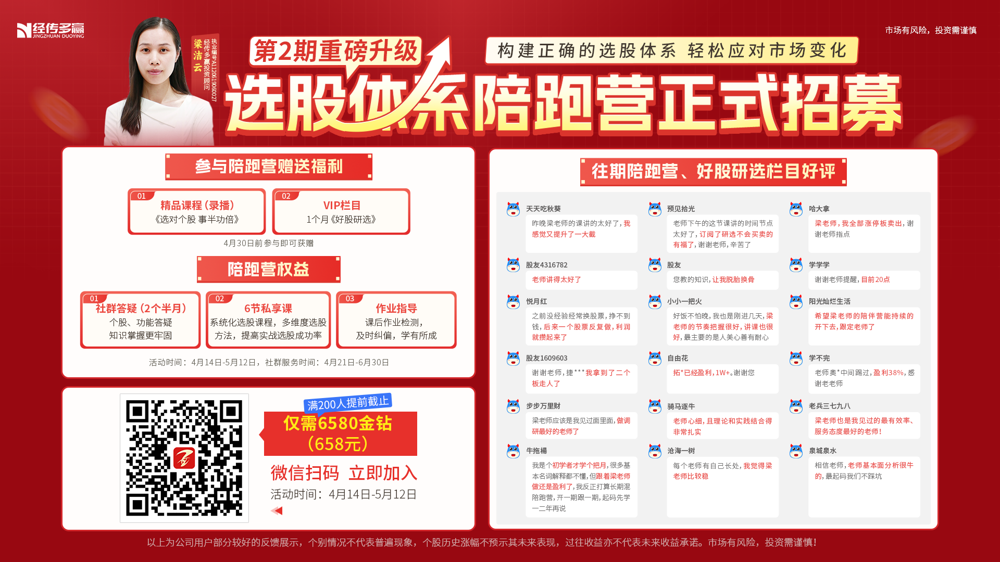 经传多赢
JINGZHUAN DUOYING
梁洁云
经传多赢投资顾问
执业编号A1120619060027
市场有风险，投资需谨慎
第2期重磅升级
构建正确的选股体系 轻松应对市场变化
选股体系陪跑营正式招募
参与陪跑营赠送福利
01
精品课程（录播）
《选对个股 事半功倍》
02
VIP栏目
1个月《好股研选》
4月30日前参与即可获赠
陪跑营权益
01
社群答疑（2个半月）
个股、功能答疑
知识掌握更牢固
02
6节私享课
系统化选股课程，多维度选股
方法，提高实战选股成功率
03
作业指导
课后作业检测，
及时纠偏，学有所成
活动时间：4月14日-5月12日，社群服务时间：4月21日-6月30日
满200人提前截止
仅需6580金钻
（658元）
微信扫码 立即加入
活动时间：4月14日-5月12日
往期陪跑营、好股研选栏目好评
天天吃秋葵
昨晚梁老师的课讲的太好了，我
感觉又提升了一大截
预见拾光
老师下午的这节课讲的时间节点
太好了，订阅了研选不会买卖的
有福了，谢谢老师，辛苦了
哈大拿
梁老师，我全部涨停板卖出，谢
谢老师指点
股友4316782
老师讲得太好了
股友
您教的知识，让我脱胎换骨
学学学
谢谢老师提醒，目前20点
悦月红
之前没经验经常换股票，挣不到
钱，后来一个股票反复做，利润
就攒起来了
小小一把火
好饭不怕晚，我也是刚进几天，梁
老师的节奏把握很好，讲课也很
好，最主要的是人美心善有耐心
阳光灿烂生活
希望梁老师的陪伴营能持续的
开下去，跟定老师了
股友1609603
谢谢老师，捷***我拿到了二个
板走人了
自由花
拓*已经盈利，1W+。谢谢您
学不完
老师奥*中间踢过，盈利38%，感
谢老老师
步步万里财
梁老师应该是我见过面里面，做调
研最好的老师了
骑马逐牛
老师心细，且理论和实践结合得
非常扎实
老兵三七九八
梁老师也是我见过的最有效率、
服务态度最好的老师！
牛拖楊
我是个初学者才学个把月，很多基
本名词解释都不懂，但跟着梁老师
做还是盈利了，我反正打算长期混
陪跑营，开一期跟一期，起码先学
一二年再说
沧海一树
每个老师有自己长处，我觉得梁
老师比较稳
泉城泉水
相信老师，老师基本面分析很牛
的，最起码我们不踩坑
以上为公司用户部分较好的反馈展示，个别情况不代表普遍现象，个股历史涨幅不预示其未来表现，过往收益亦不代表未来收益承诺。市场有风险，投资需谨慎！